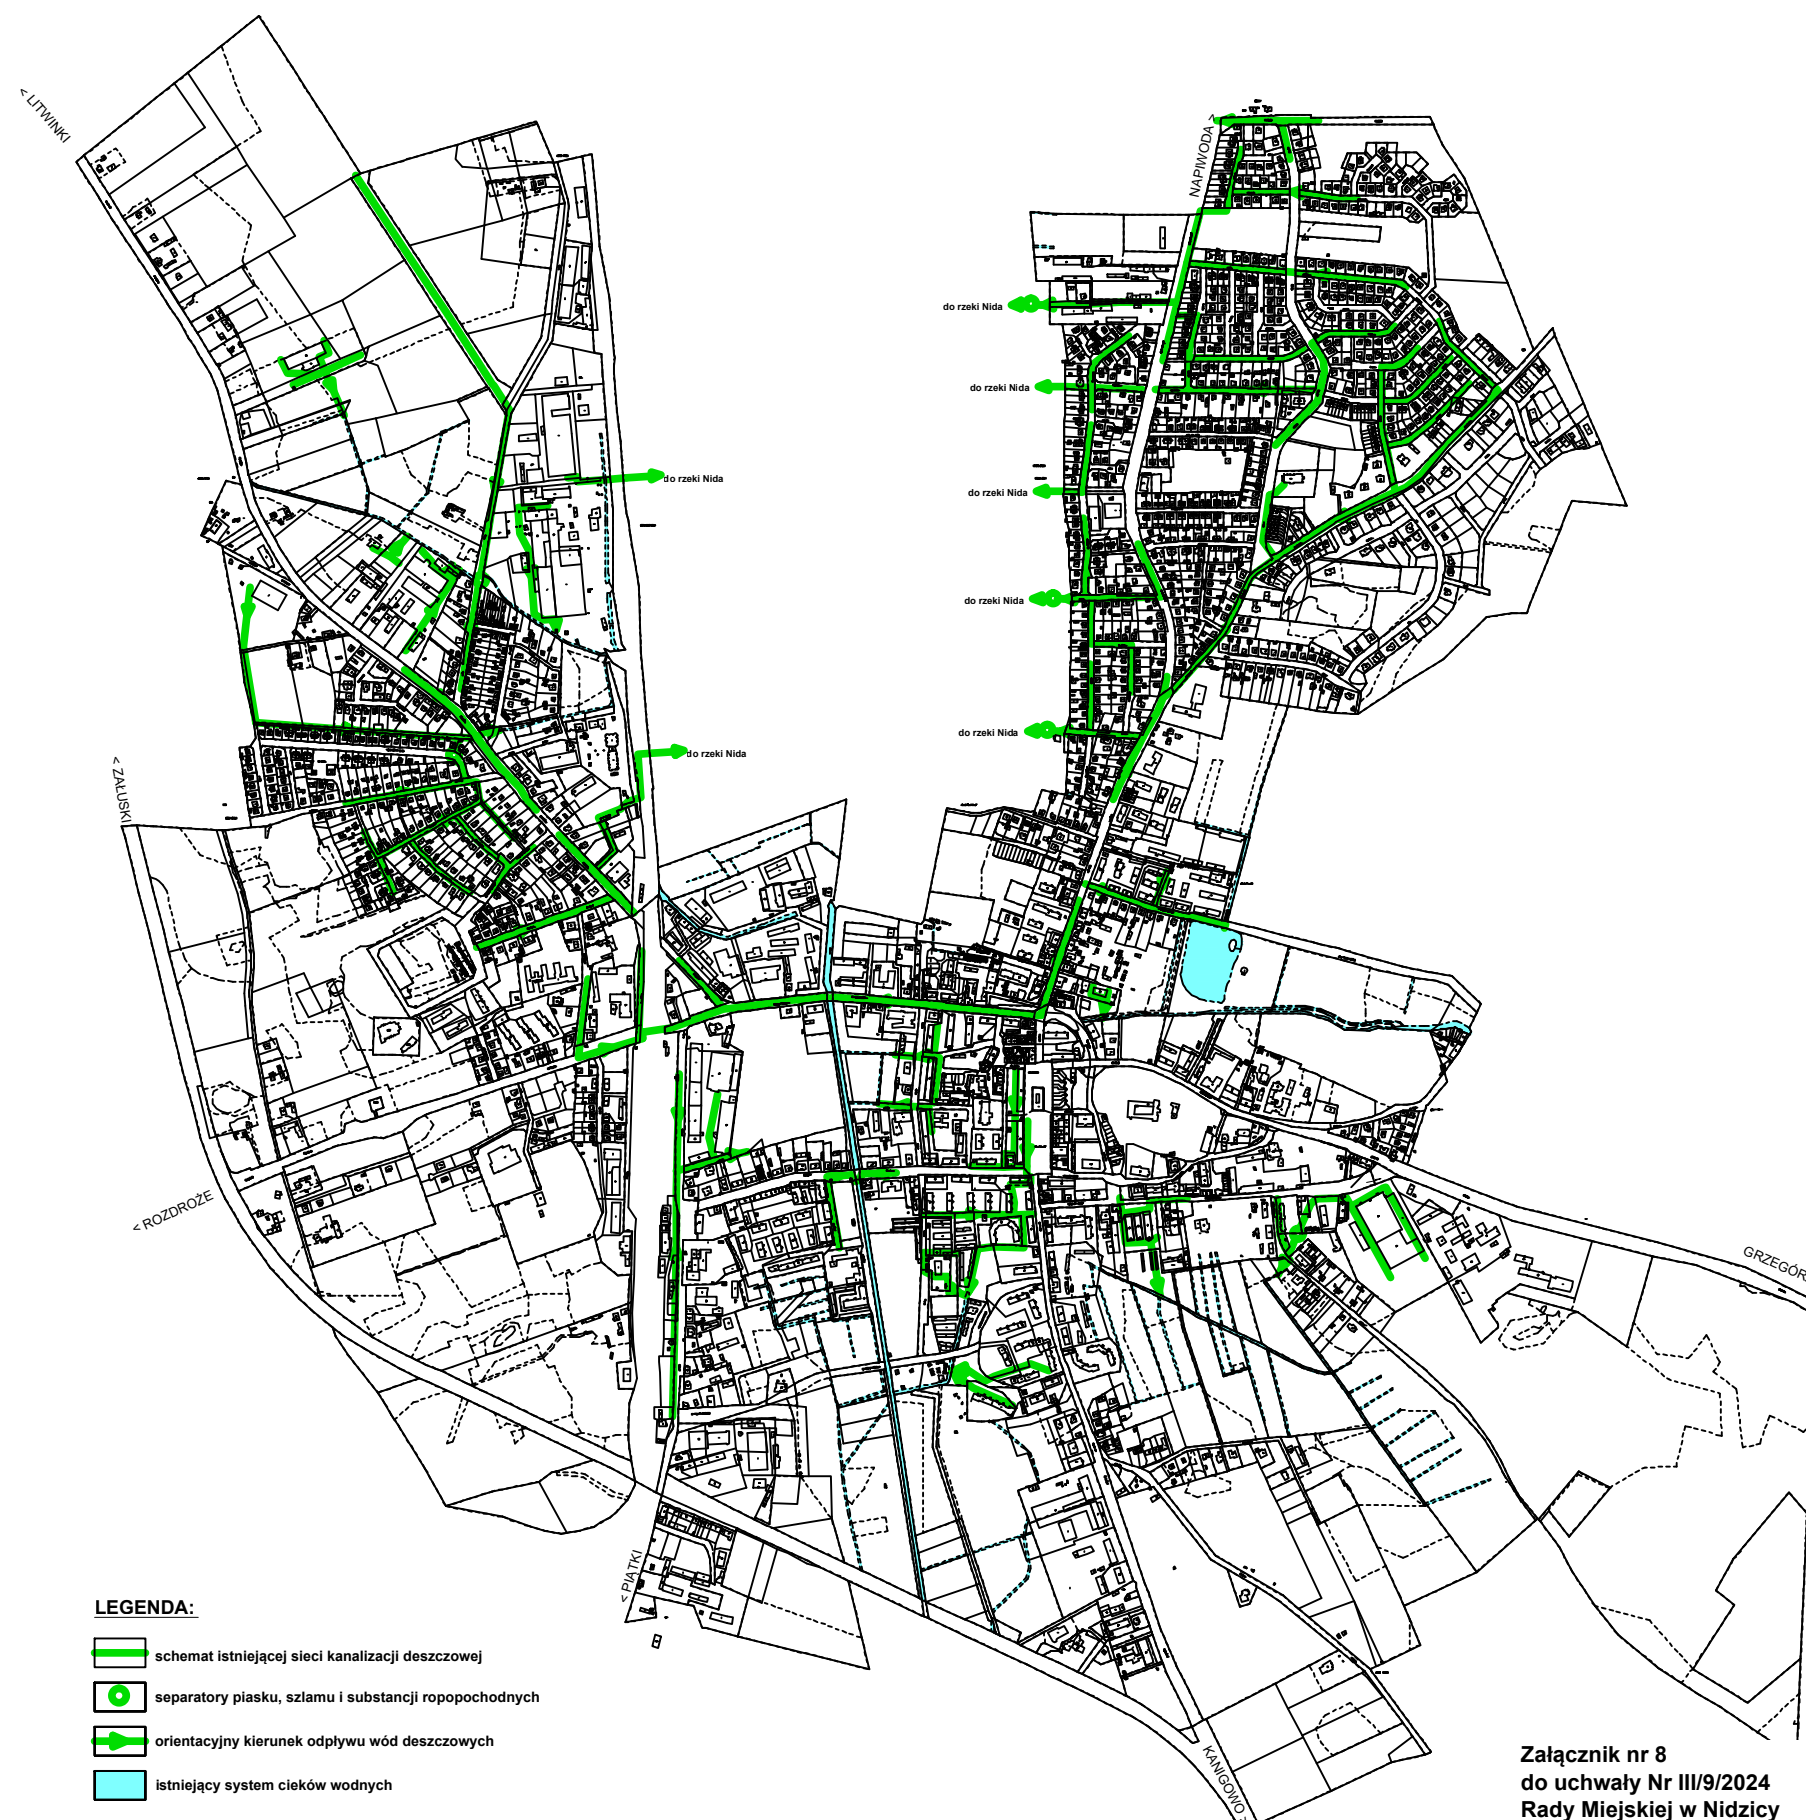 < LITWINKI
NAPIWODA >
do rzeki Nida
do rzeki Nida
do rzeki Nida
do rzeki Nida
do rzeki Nida
do rzeki Nida
do rzeki Nida
< ZAŁUSKI
< ROZDROŻE
GRZEGÓR
< PIĄTKI
KANIGOWO >
LEGENDA:
schemat istniejącej sieci kanalizacji deszczowej
separatory piasku, szlamu i substancji ropopochodnych
orientacyjny kierunek odpływu wód deszczowych
istniejący system cieków wodnych
Załącznik nr 8
do uchwały Nr III/9/2024
Rady Miejskiej w Nidzicy